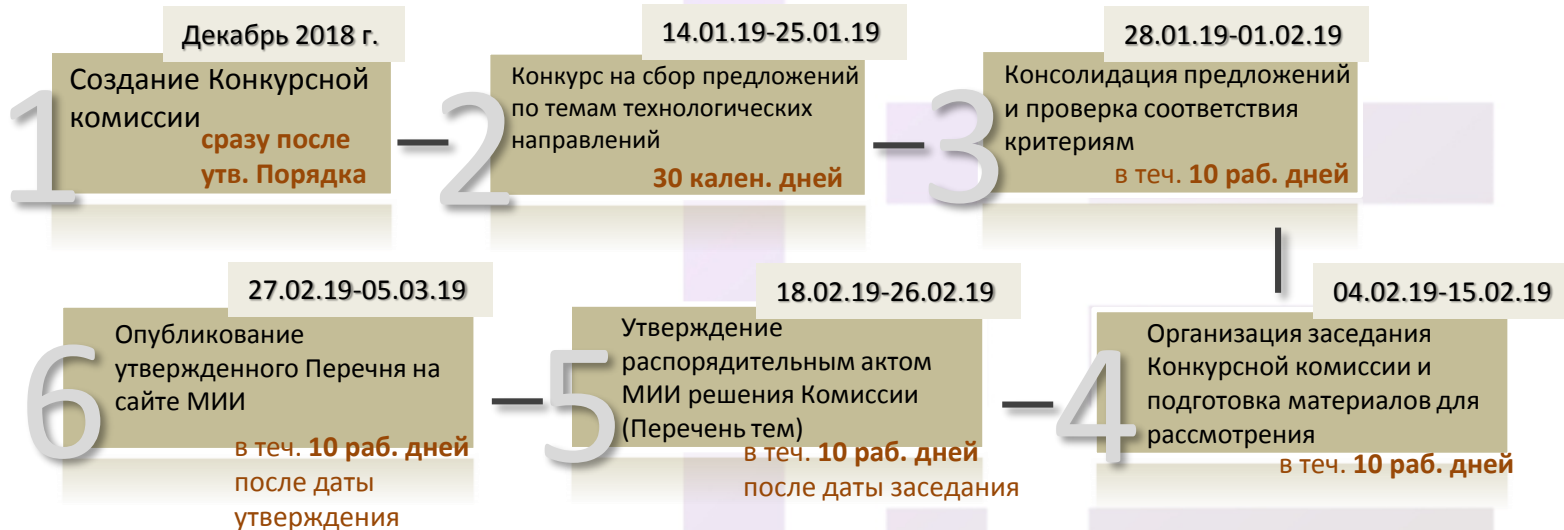 Декабрь 2018 г.
1
Создание Конкурсной
комиссии
сразу после
утв. Порядка
14.01.19-25.01.19
2
Конкурс на сбор предложений
по темам технологических
направлений
30 кален. дней
28.01.19-01.02.19
3
Консолидация предложений
и проверка соответствия
критериям
в теч. 10 раб. дней
04.02.19-15.02.19
4
Организация заседания
Конкурсной комиссии и
подготовка материалов для
рассмотрения
в теч. 10 раб. дней
18.02.19-26.02.19
5
Утверждение
распорядительным актом
МИИ решения Комиссии
(Перечень тем)
в теч. 10 раб. дней
после даты заседания
27.02.19-05.03.19
6
Опубликование
утвержденного Перечня на
сайте МИИ
в теч. 10 раб. дней
после даты
утверждения